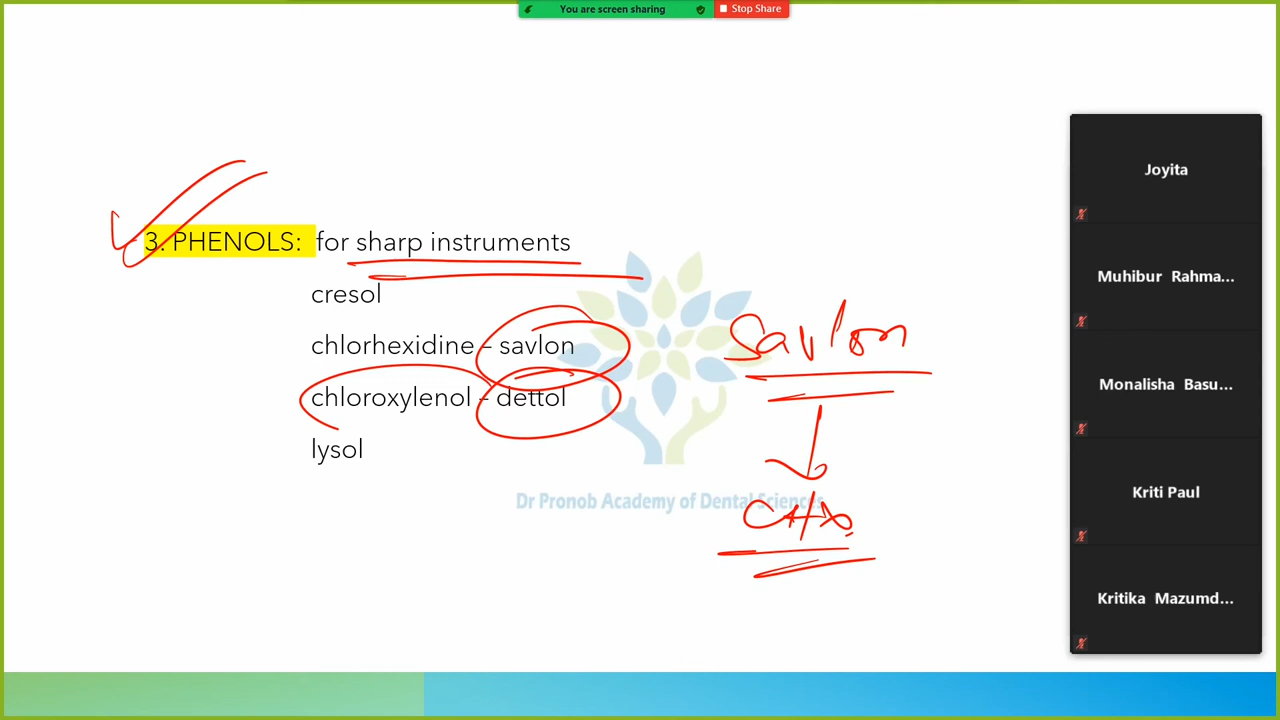 You are screen sharing Stop Share
3. PHENOLS: for sharp instruments
cresol
chlorhexidine – savlon
chloroxylenol – dettol
lysol
Savlon
CHX
Dr Pronob Academy of Dental Sciences
Joyita
Muhibur Rahma...
Monalisha Basu...
Kriti Paul
Kritika Mazumd...